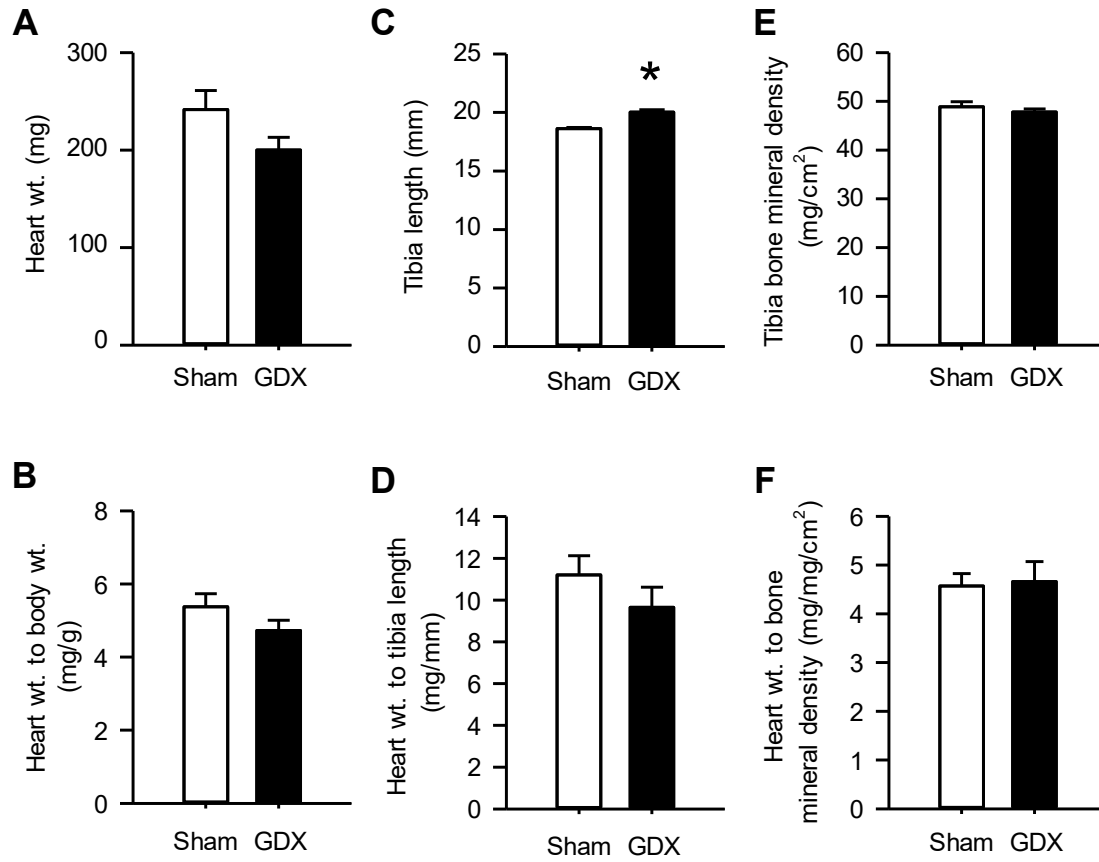 A
Heart wt. (mg)
300
200
100
0
Sham GDX
C
Tibia length (mm)
25
20
15
10
5
0
*
Sham GDX
E
Tibia bone mineral density
(mg/cm²)
60
50
40
30
20
10
0
Sham GDX
B
Heart wt. to body wt.
(mg/g)
8
6
4
2
0
Sham GDX
D
Heart wt. to tibia length
(mg/mm)
14
12
10
8
6
4
2
0
Sham GDX
F
Heart wt. to bone
mineral density (mg/mg/cm²)
6
5
4
3
2
1
0
Sham GDX